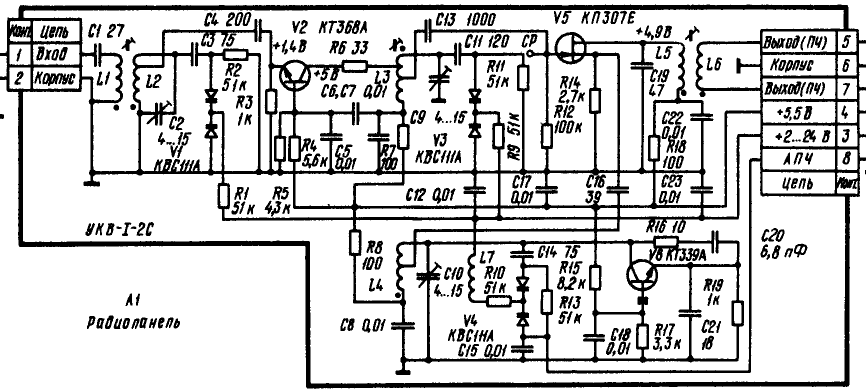 Конт. Цепь
1 Вход
2 Корпус
C1 27
L1
L2
C4 200
C3 75
R2
51к
R3
1к
C2
4...15
V1
КВС111А
R1
51к
V2 КТ368А
+1,4В
R6 33
+5В
C6,C7
0,01
R4
5,6к
C5
0,01
R7
100
R5
4,3к
L3
C9
C13 1000
C11 120
4...15
V3
КВС111А
R11
51к
R9 51к
СР
C12 0,01
C17
0,01
V5 КП307Е
+4,9В
R14
2,7к
R12
100к
C16
39
C19
47
L5
L6
C22
0,01
R18
100
C23
0,01
Выход(ПЧ) 5
Корпус 6
Выход(ПЧ) 7
+5,5В 4
+2...24 В 3
АПЧ 8
Цепь Конт.
УКВ-1-2С
А1
Радиопанель
R8
100
L4
C8 0,01
C10
4...15
L7
R10
51к
V4
КВС111А
C15 0,01
C14 75
R15
8,2к
R13
51к
C18
0,01
R16 10
V8 КТ339А
R17
3,3к
C21
18
R19
1к
C20
6,8 пФ